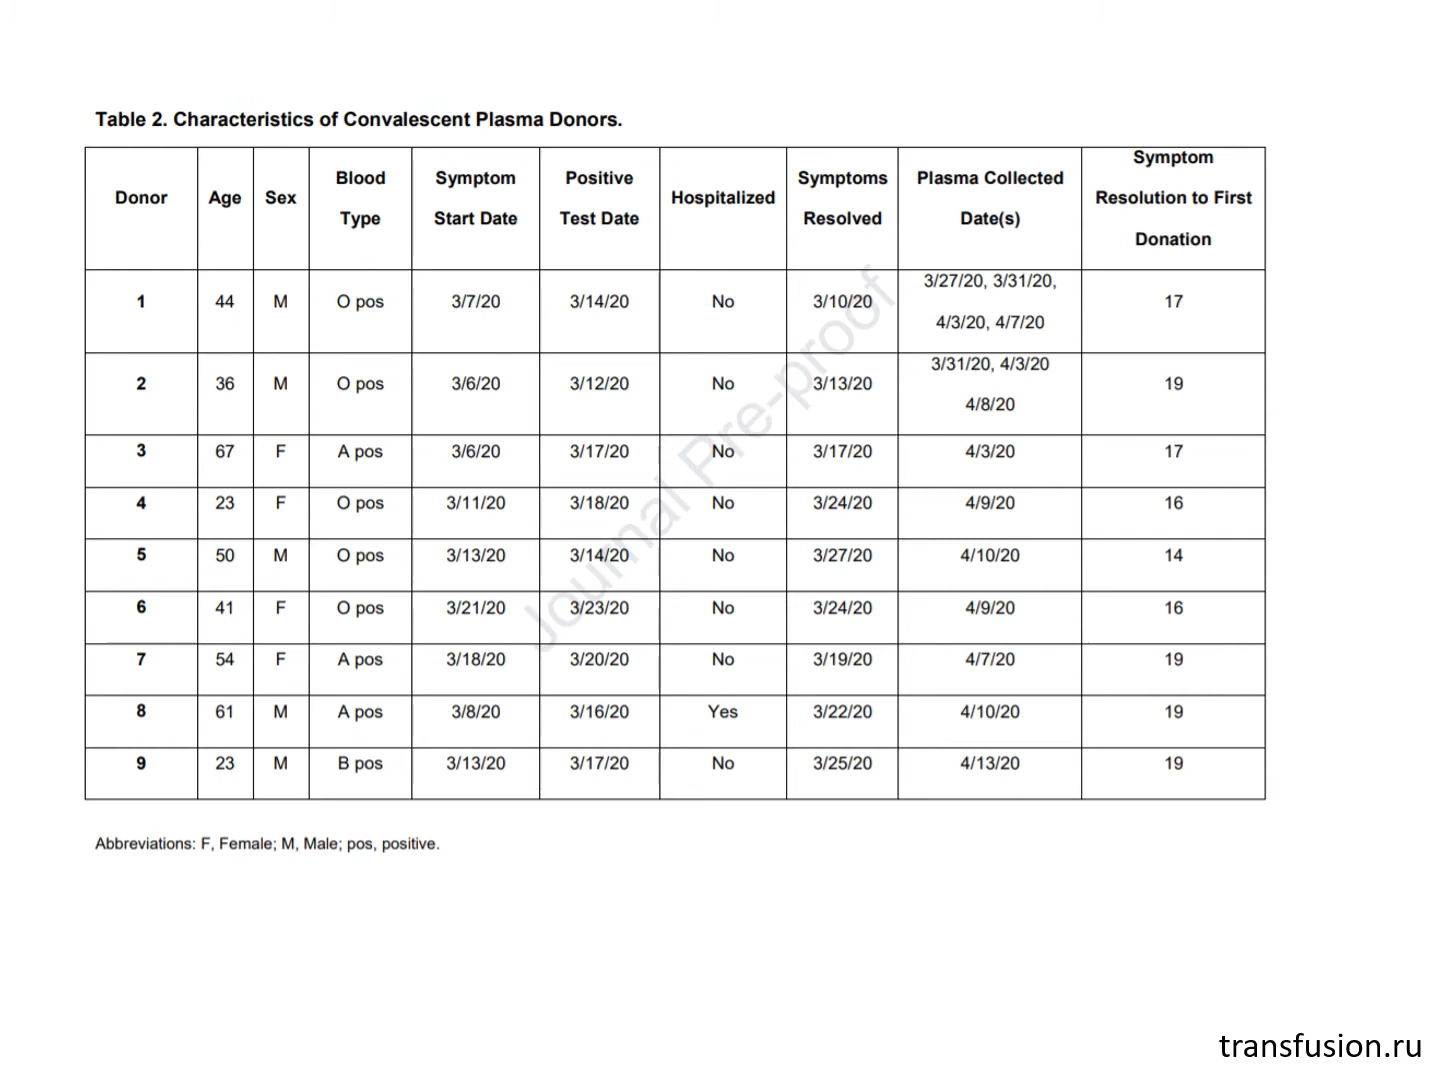 Table 2. Characteristics of Convalescent Plasma Donors.
Donor Age Sex Blood Type Symptom Start Date Positive Test Date Hospitalized Symptoms Resolved Plasma Collected Date(s) Symptom Resolution to First Donation
1 44 M O pos 3/7/20 3/14/20 No 3/10/20 3/27/20, 3/31/20, 4/3/20, 4/7/20 17
2 36 M O pos 3/6/20 3/12/20 No 3/13/20 3/31/20, 4/3/20 4/8/20 19
3 67 F A pos 3/6/20 3/17/20 No 3/17/20 4/3/20 17
4 23 F O pos 3/11/20 3/18/20 No 3/24/20 4/9/20 16
5 50 M O pos 3/13/20 3/14/20 No 3/27/20 4/10/20 14
6 41 F O pos 3/21/20 3/23/20 No 3/24/20 4/9/20 16
7 54 F A pos 3/18/20 3/20/20 No 3/19/20 4/7/20 19
8 61 M A pos 3/8/20 3/16/20 Yes 3/22/20 4/10/20 19
9 23 M B pos 3/13/20 3/17/20 No 3/25/20 4/13/20 19
Journal Pre-proof
Abbreviations: F, Female; M, Male; pos, positive.
transfusion.ru